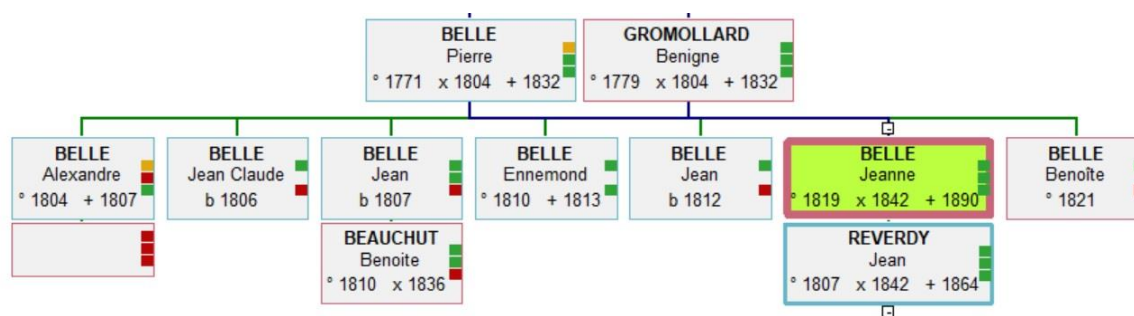 BELLE
Pierre
° 1771 x 1804 + 1832
GROMOLLARD
Benigne
° 1779 x 1804 + 1832
BELLE
Alexandre
° 1804 + 1807
BELLE
Jean Claude
b 1806
BELLE
Jean
b 1807
BELLE
Ennemond
° 1810 + 1813
BELLE
Jean
b 1812
BELLE
Jeanne
° 1819 x 1842 + 1890
BELLE
Benoîte
° 1821
BEAUCHUT
Benoite
° 1810 x 1836
REVERDY
Jean
° 1807 x 1842 + 1864